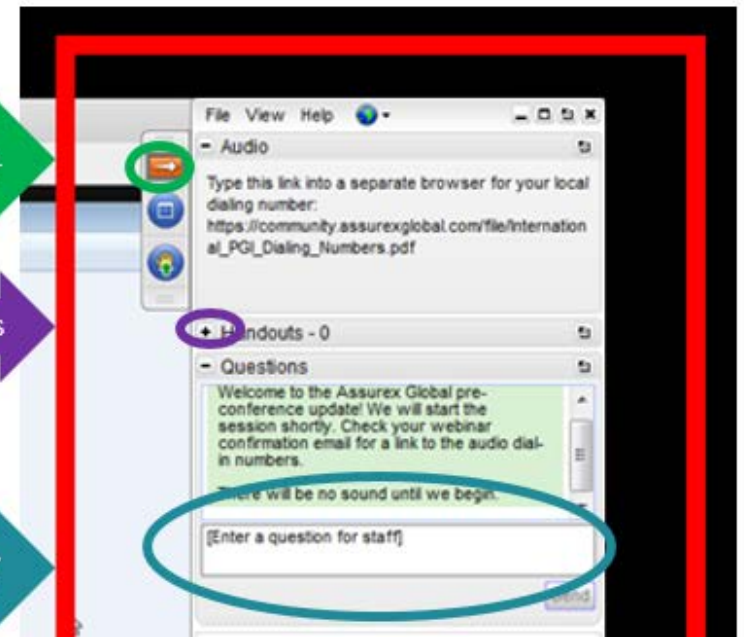 File View Help
- Audio
Type this link into a separate browser for your local
dialing number:
https://community.assurexglobal.com/file/Internation
al_PGI_Dialing_Numbers.pdf
+ Handouts - 0
- Questions
Welcome to the Assurex Global pre-
conference update! We will start the
session shortly. Check your webinar
confirmation email for a link to the audio dial-
in numbers.
There will be no sound until we begin.
[Enter a question for staff]
Send